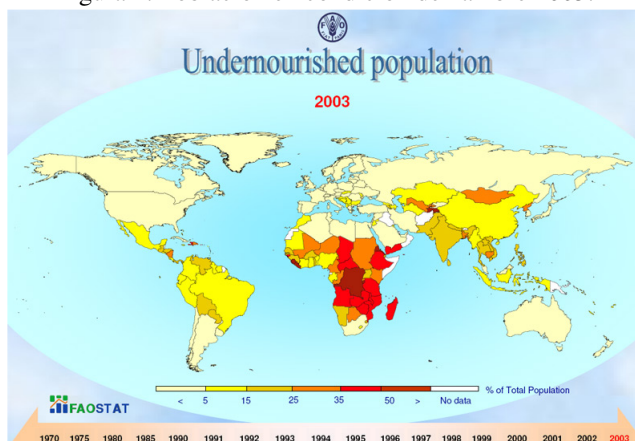 FAO
Undernourished population
2003
< 5 15 25 35 50 > No data
% of Total Population
FAOSTAT
1970 1975 1980 1985 1990 1991 1992 1993 1994 1995 1996 1997 1998 1999 2000 2001 2002 2003